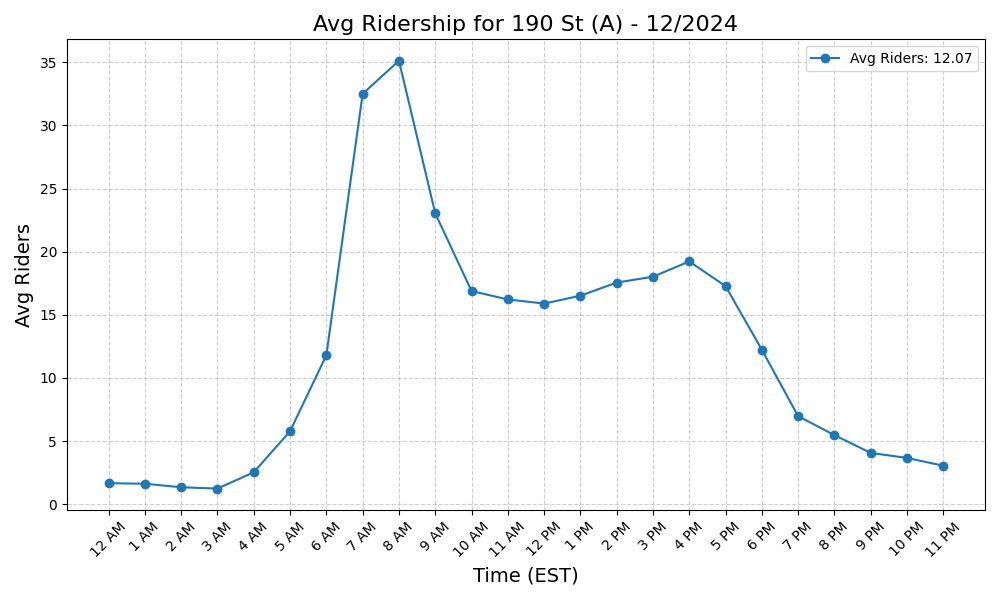 Avg Ridership for 190 St (A) - 12/2024
Avg Riders: 12.07
Avg Riders
35
30
25
20
15
10
5
0
12 AM
1 AM
2 AM
3 AM
4 AM
5 AM
6 AM
7 AM
8 AM
9 AM
10 AM
11 AM
12 PM
1 PM
2 PM
3 PM
4 PM
5 PM
6 PM
7 PM
8 PM
9 PM
10 PM
11 PM
Time (EST)